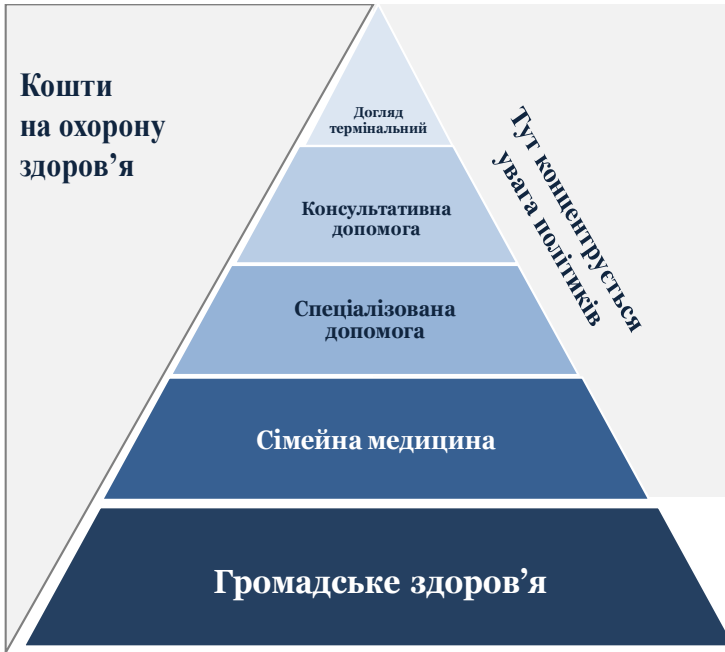 Кошти
на охорону
здоров’я
Догляд
термінальний
Тут концентрується
увага політиків
Консультативна
допомога
Спеціалізована
допомога
Сімейна медицина
Громадське здоров’я